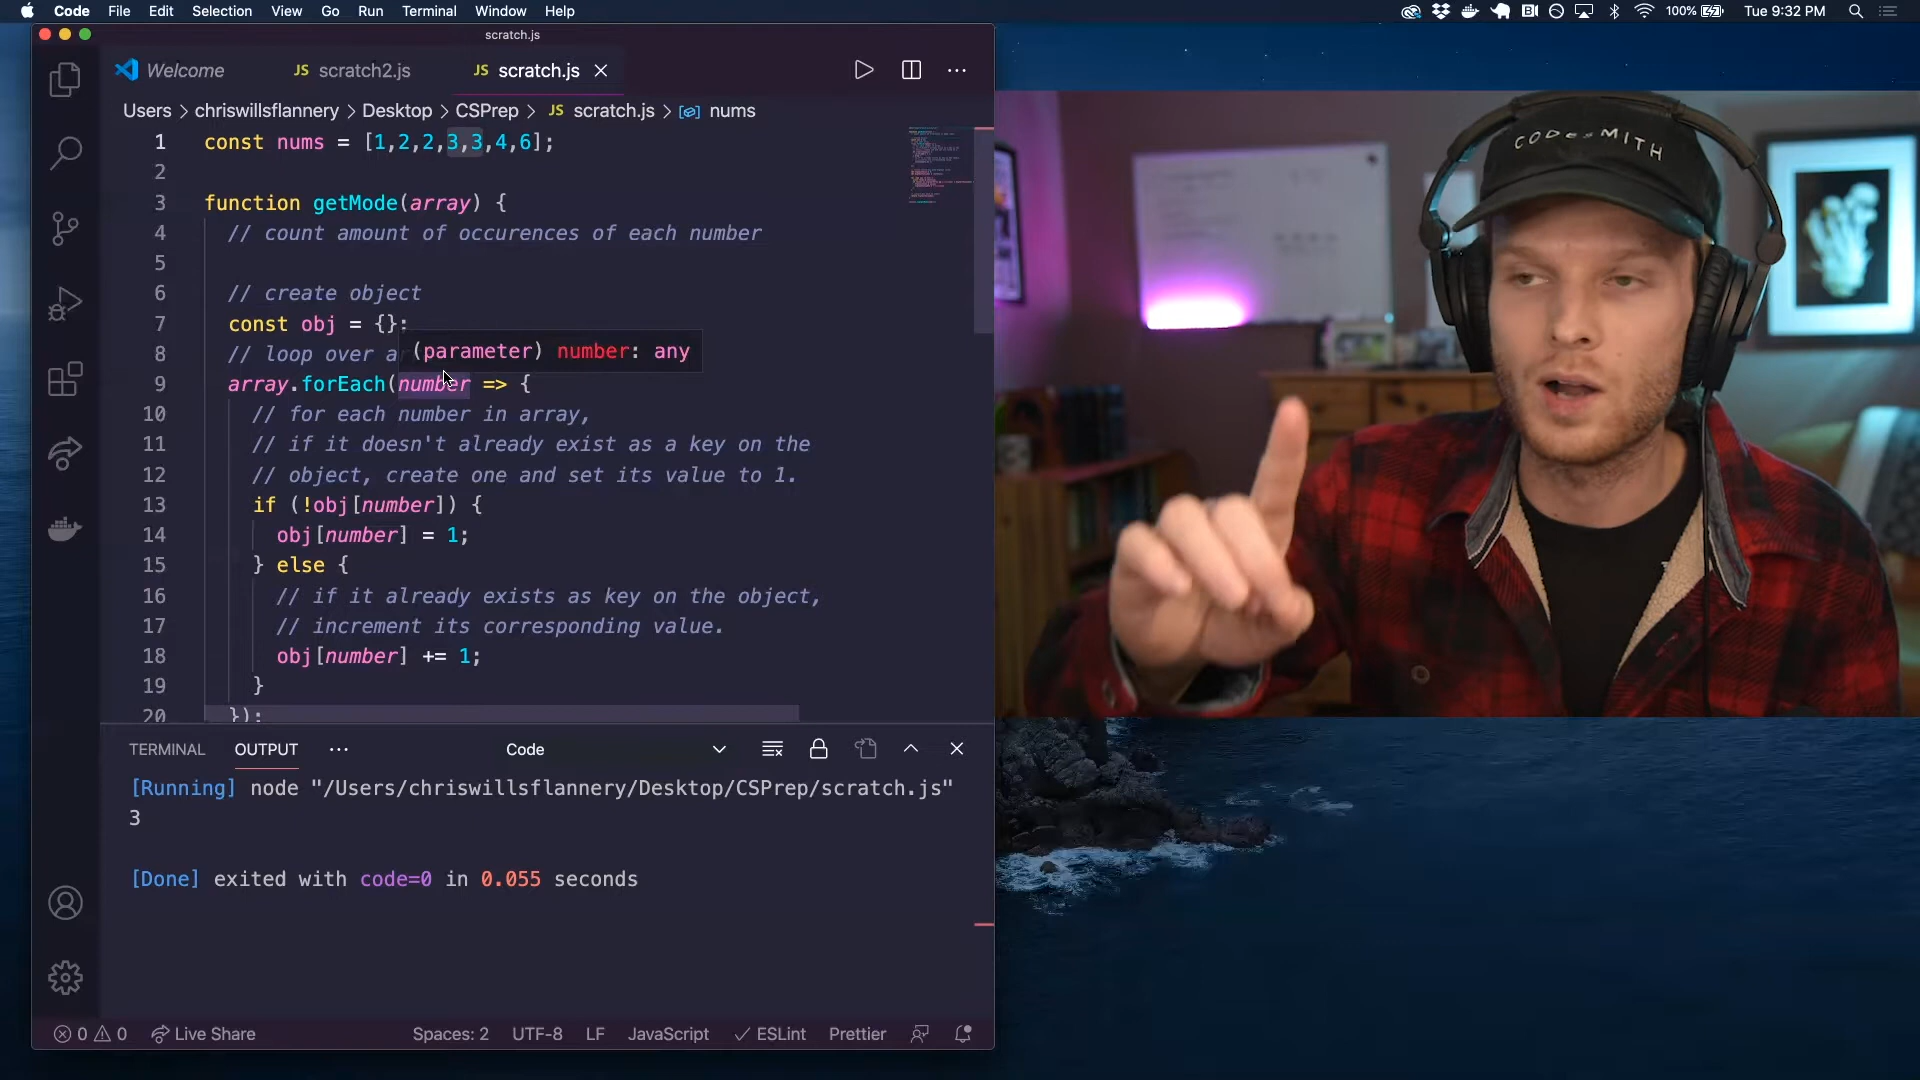 Code File Edit Selection View Go Run Terminal Window Help
100% Tue 9:32 PM
scratch.js
Welcome JS scratch2.js JS scratch.js
Users > chriswillsflannery > Desktop > CSPrep > JS scratch.js > nums
1 const nums = [1,2,2,3,3,4,6];
2
3 function getMode(array) {
4 // count amount of occurences of each number
5
6 // create object
7 const obj = {};
(parameter) number: any
8 // loop over a
9 array.forEach(number => {
10 // for each number in array,
11 // if it doesn't already exist as a key on the
12 // object, create one and set its value to 1.
13 if (!obj[number]) {
14 obj[number] = 1;
15 } else {
16 // if it already exists as key on the object,
17 // increment its corresponding value.
18 obj[number] += 1;
19 }
20 });
TERMINAL OUTPUT Code
[Running] node "/Users/chriswillsflannery/Desktop/CSPrep/scratch.js"
3
[Done] exited with code=0 in 0.055 seconds
0 0 Live Share Spaces: 2 UTF-8 LF JavaScript ESLint Prettier
CODESMITH